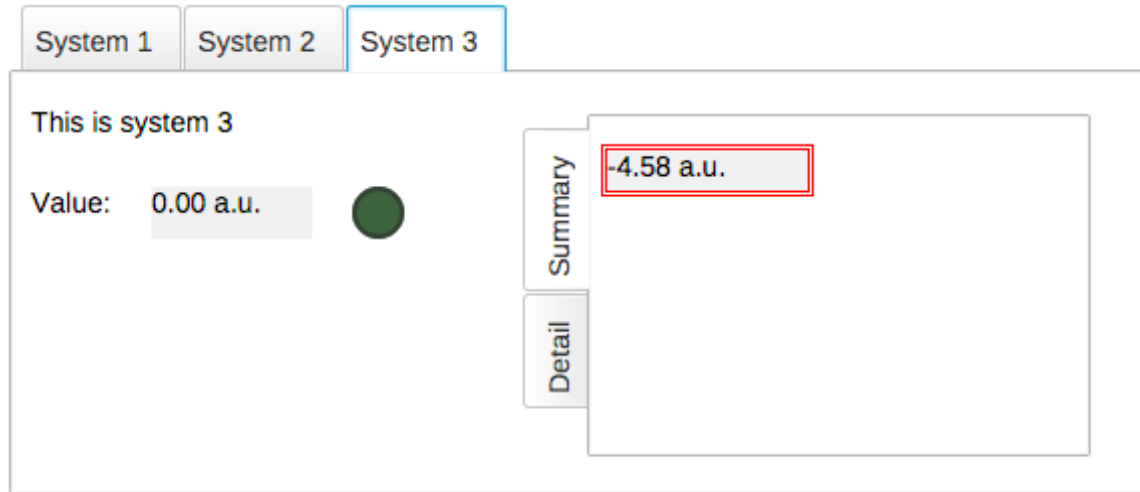 System 1 System 2 System 3
This is system 3
Value: 0.00 a.u.
Summary
-4.58 a.u.
Detail